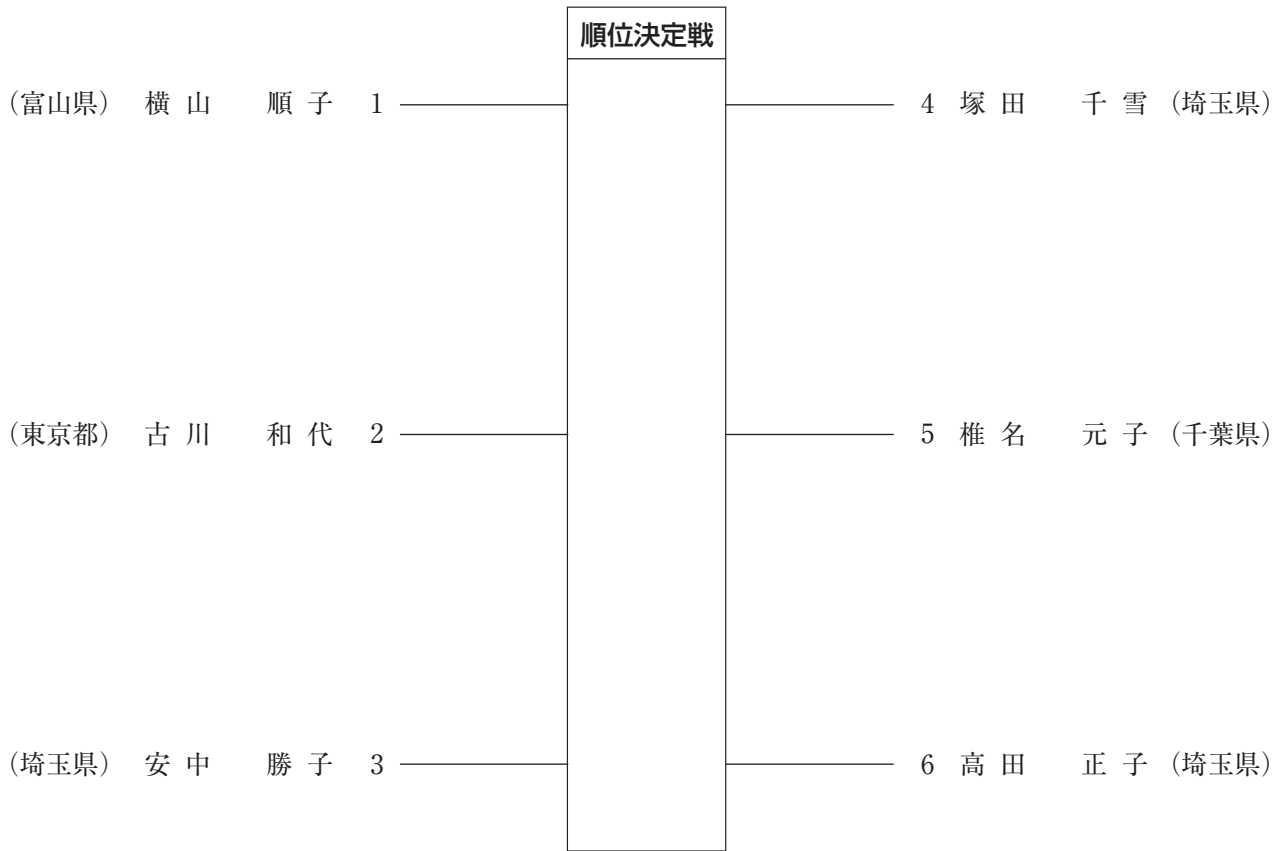 順位決定戦
（富山県） 横山 順子 1
4 塚田 千雪 （埼玉県）
（東京都） 古川 和代 2
5 椎名 元子 （千葉県）
（埼玉県） 安中 勝子 3
6 高田 正子 （埼玉県）